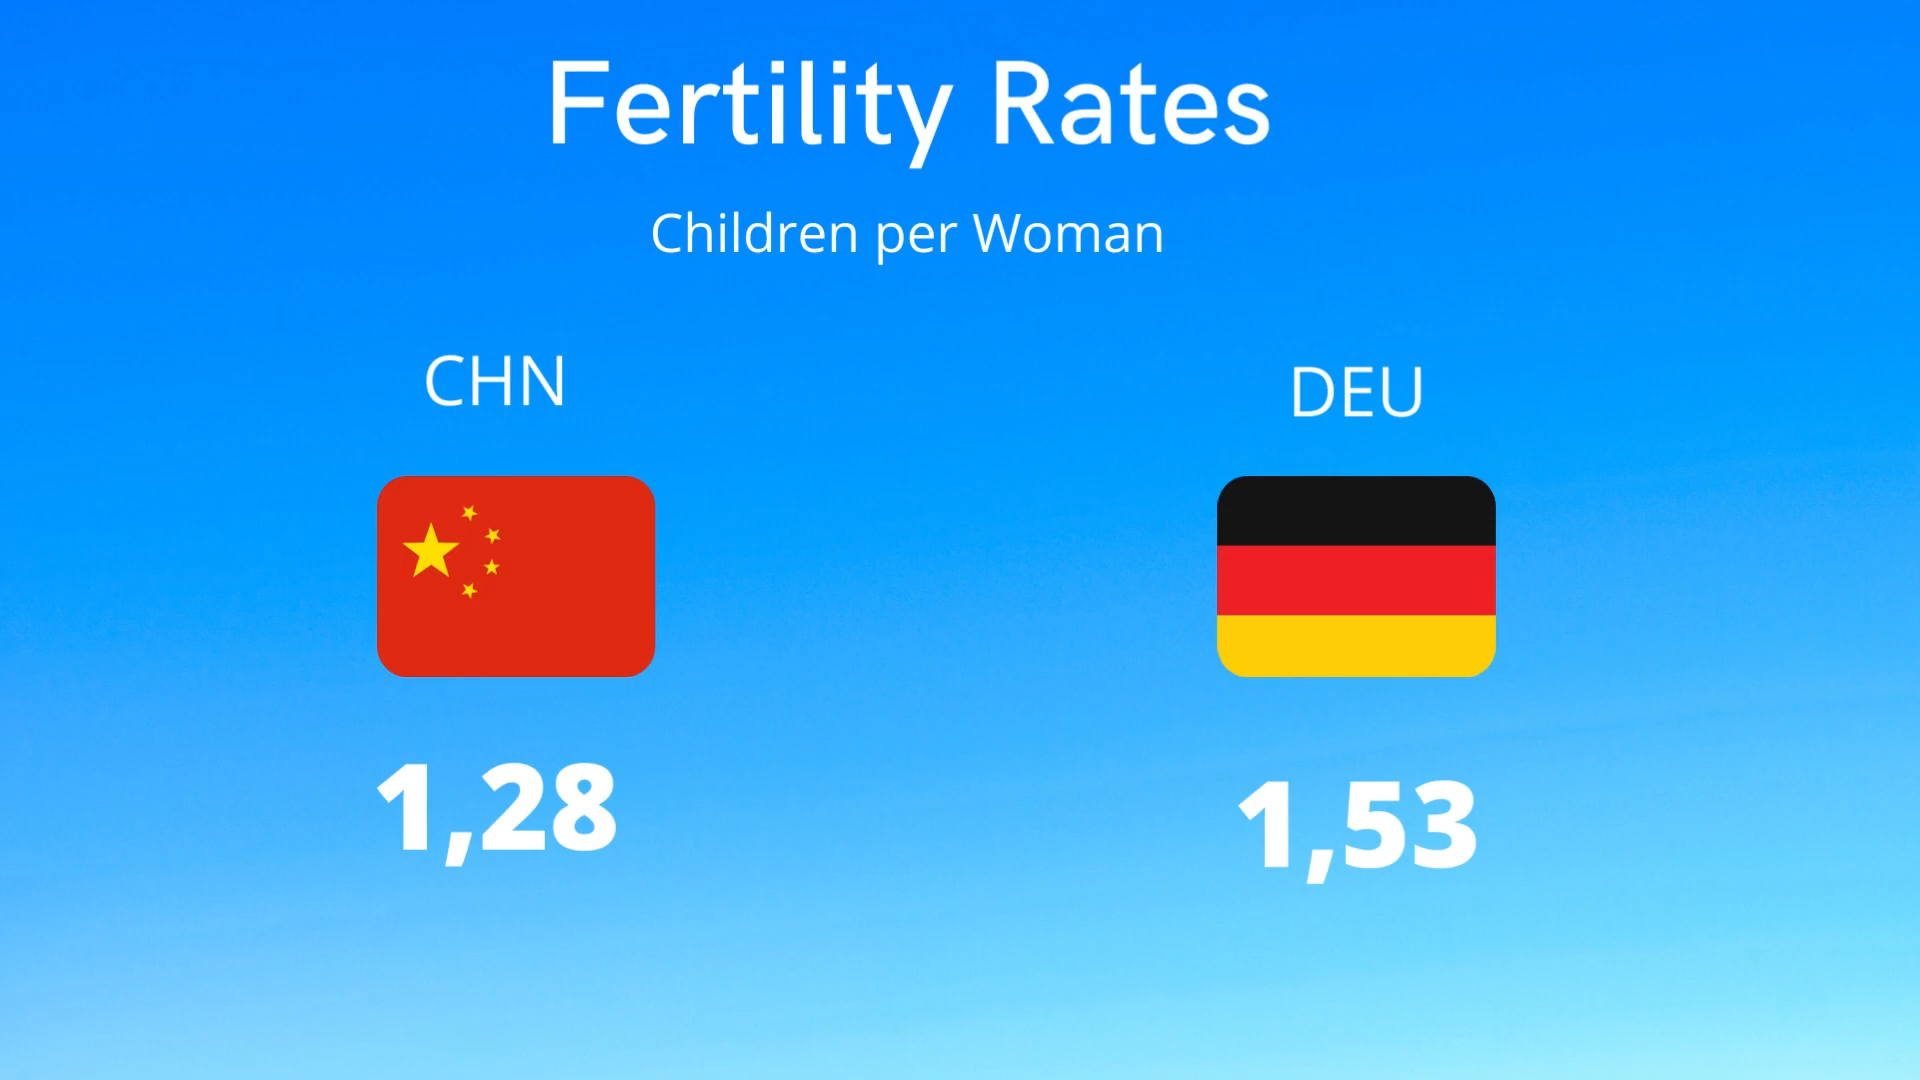 Fertility Rates
Children per Woman
CHN
DEU
1,28
1,53